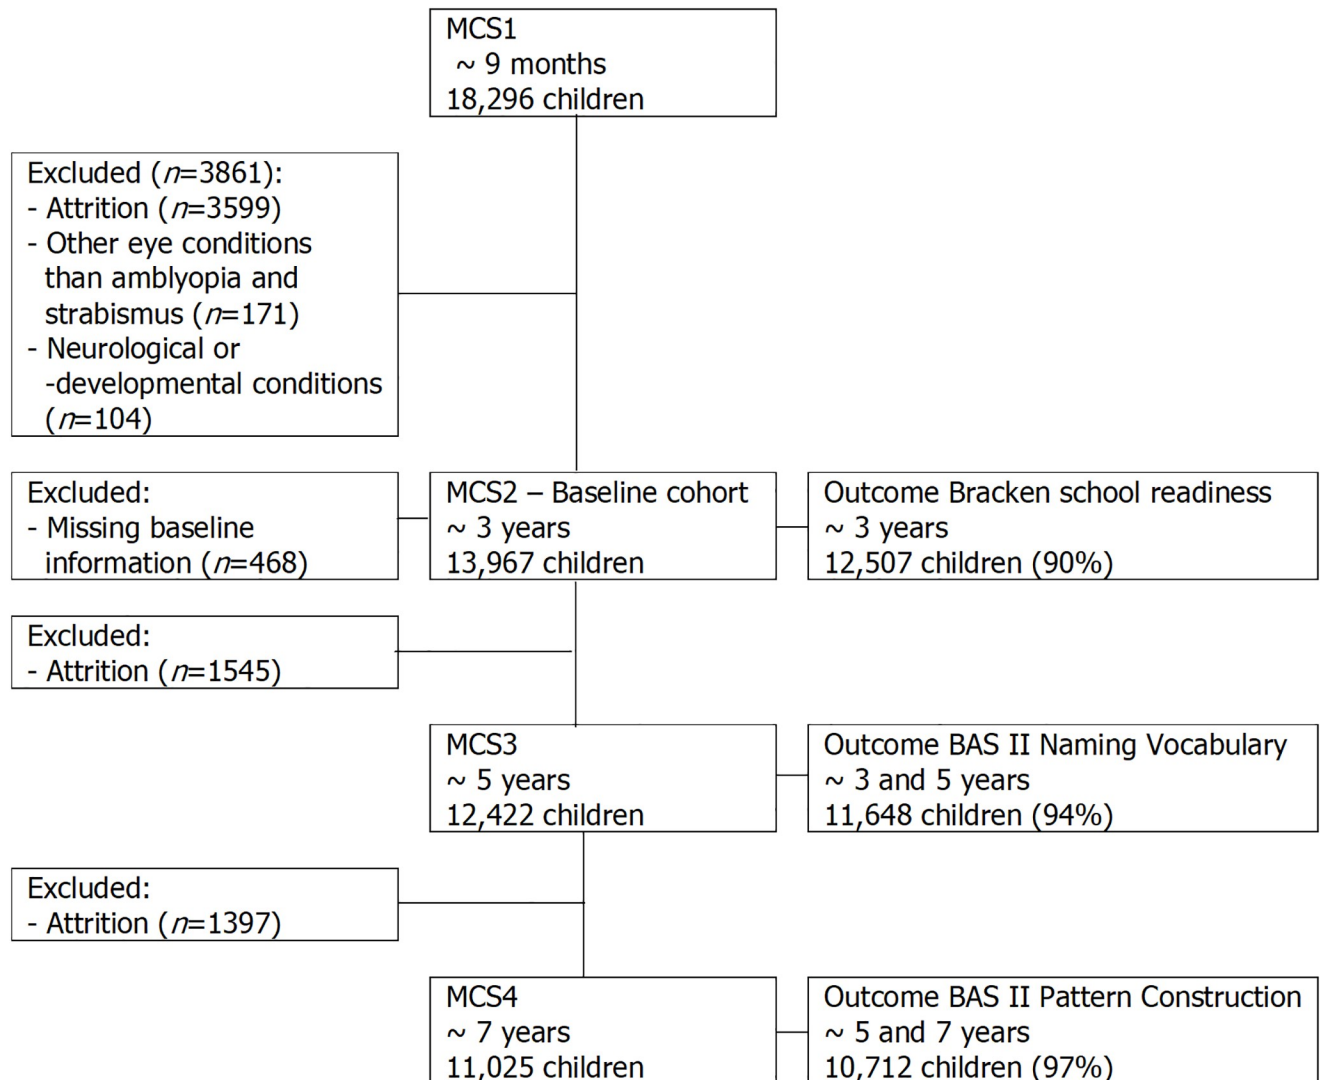 MCS1
~ 9 months
18,296 children
Excluded (n=3861):
- Attrition (n=3599)
- Other eye conditions
than amblyopia and
strabismus (n=171)
- Neurological or
-developmental conditions
(n=104)
Excluded:
- Missing baseline
information (n=468)
MCS2 – Baseline cohort
~ 3 years
13,967 children
Outcome Bracken school readiness
~ 3 years
12,507 children (90%)
Excluded:
- Attrition (n=1545)
MCS3
~ 5 years
12,422 children
Outcome BAS II Naming Vocabulary
~ 3 and 5 years
11,648 children (94%)
Excluded:
- Attrition (n=1397)
MCS4
~ 7 years
11,025 children
Outcome BAS II Pattern Construction
~ 5 and 7 years
10,712 children (97%)